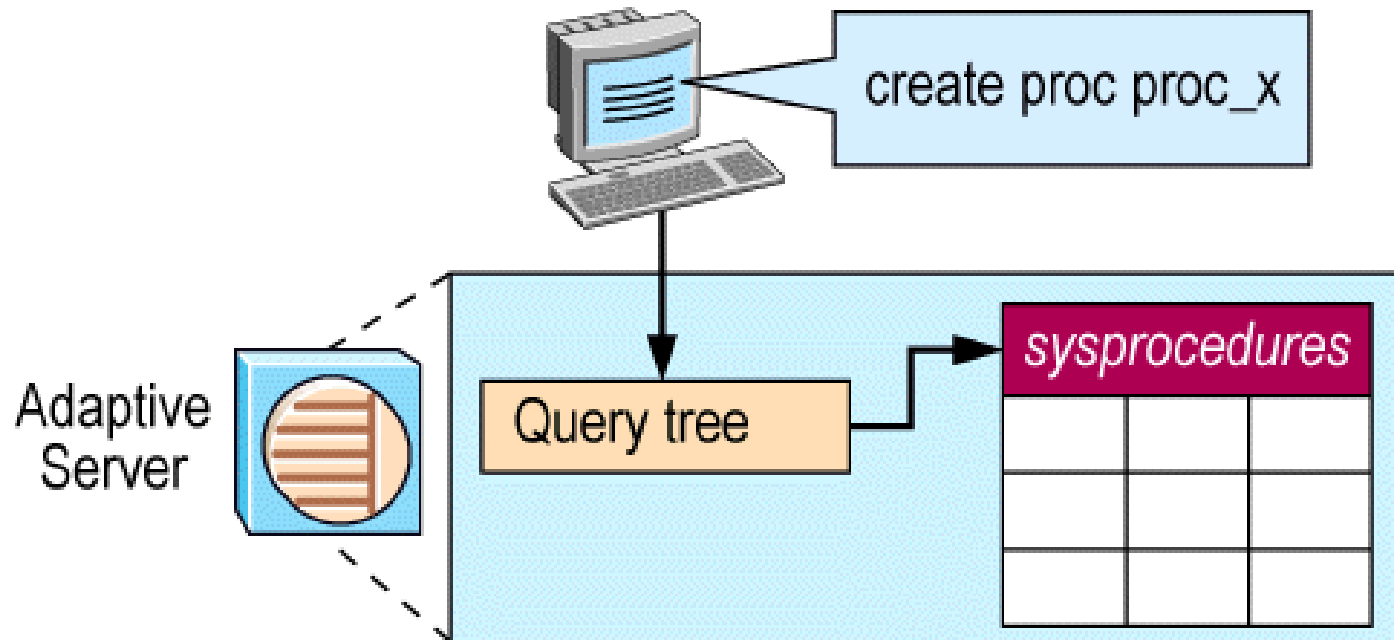 create proc proc_x
Adaptive
Server
Query tree
sysprocedures